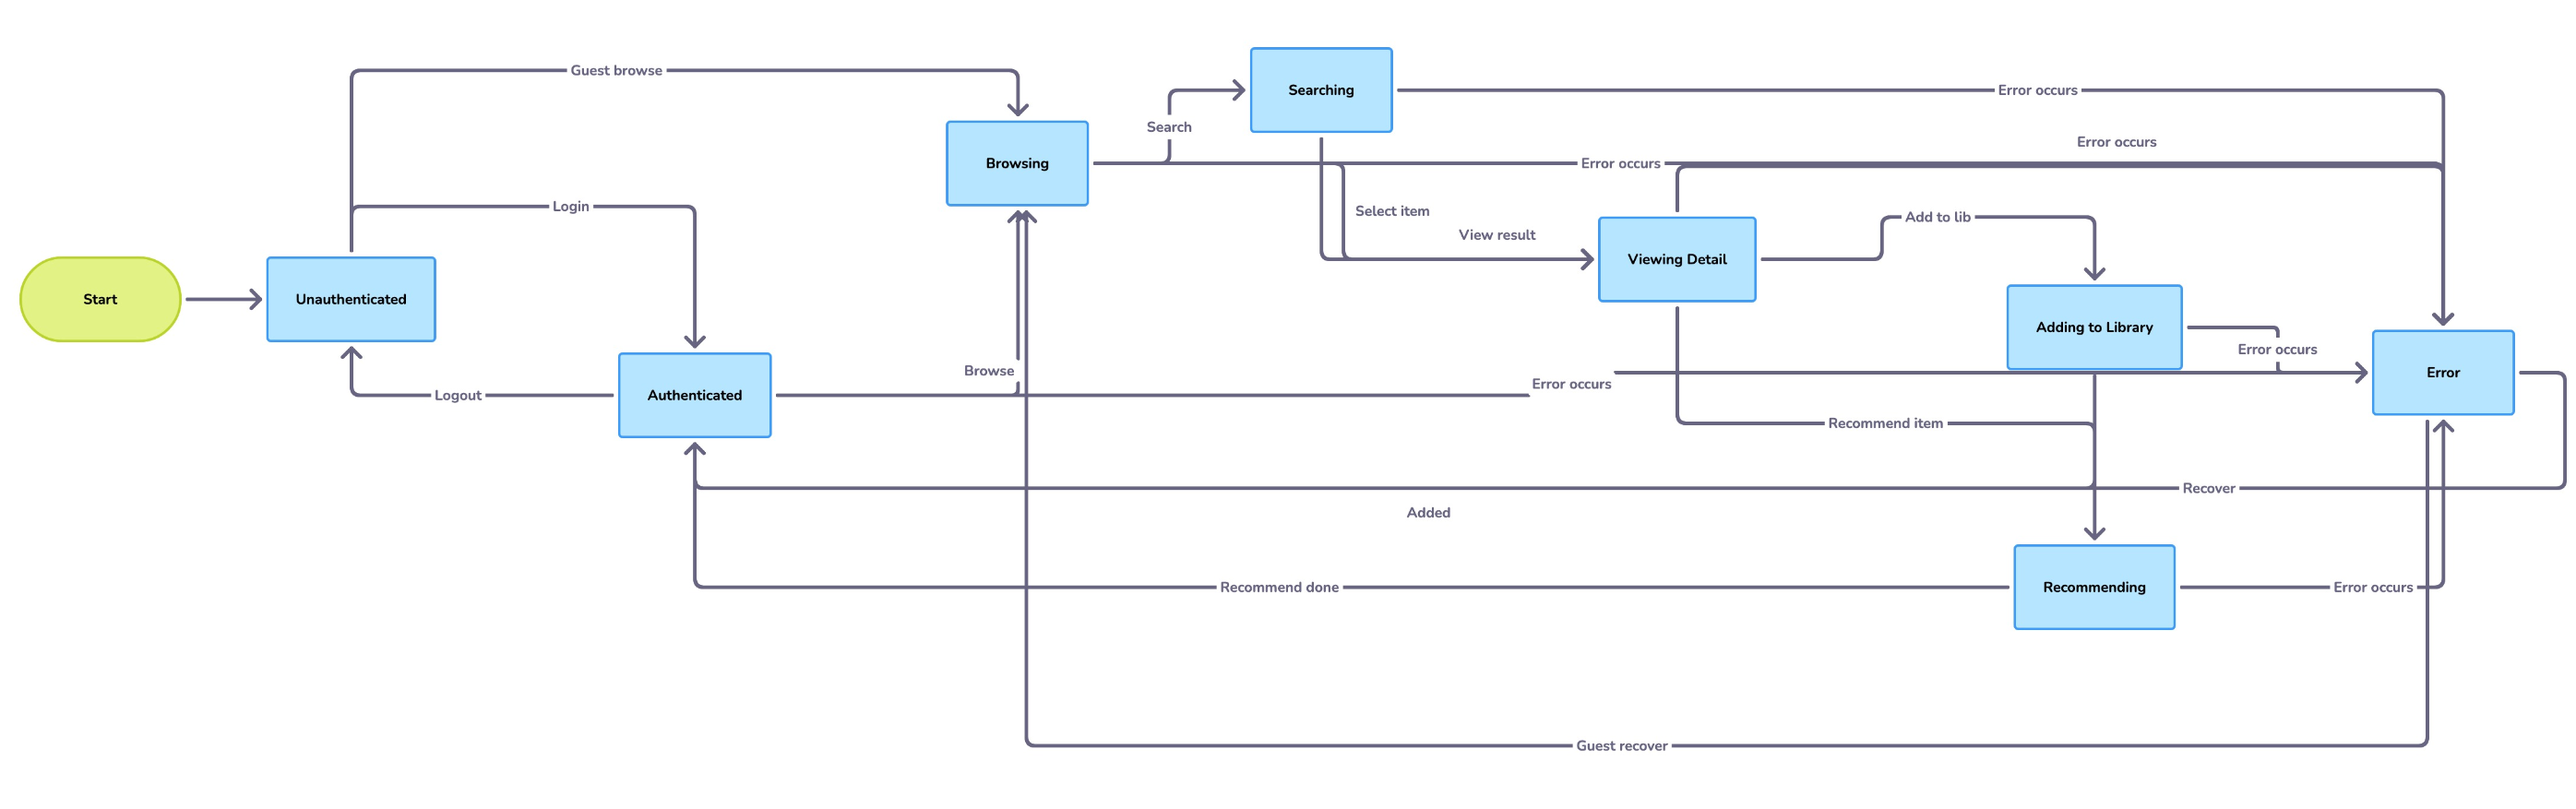 Guest browse
Searching
Error occurs
Search
Error occurs
Browsing
Error occurs
Login
Select item
Add to lib
View result
Viewing Detail
Start
Unauthenticated
Adding to Library
Error occurs
Browse
Error occurs
Error
Logout
Authenticated
Recommend item
Recover
Added
Recommend done
Recommending
Error occurs
Guest recover